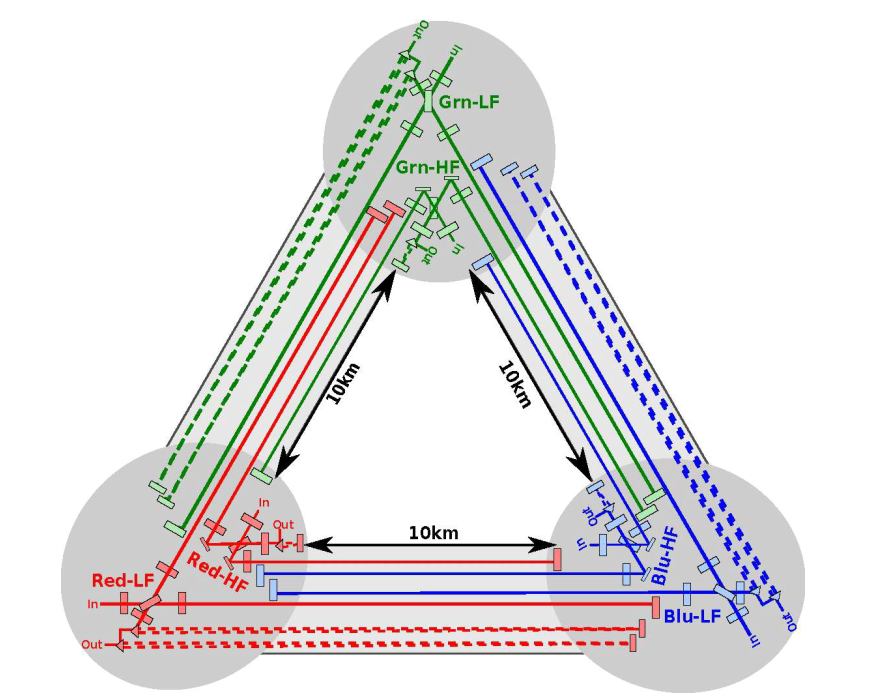 Out
In
Grn-LF
Grn-HF
Out
In
10km
10km
In
Out
10km
Red-HF
Red-LF
In
Out
Out
In
Blu-HF
Blu-LF
In
Out